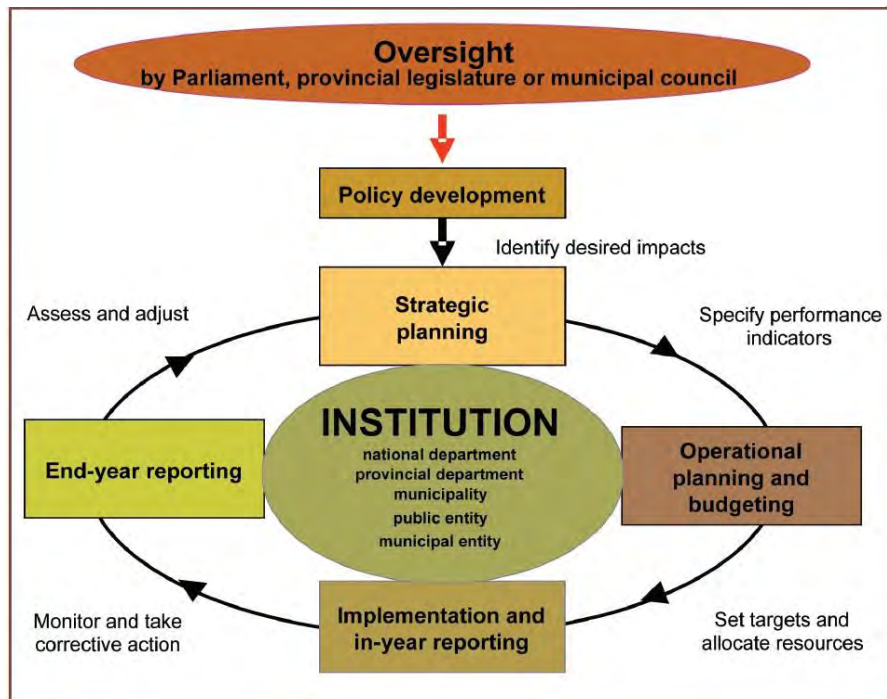 Oversight
by Parliament, provincial legislature or municipal council
Policy development
Identify desired impacts
Strategic
planning
Assess and adjust
Specify performance
indicators
INSTITUTION
national department
provincial department
municipality
public entity
municipal entity
End-year reporting
Operational
planning and
budgeting
Implementation and
in-year reporting
Monitor and take
corrective action
Set targets and
allocate resources